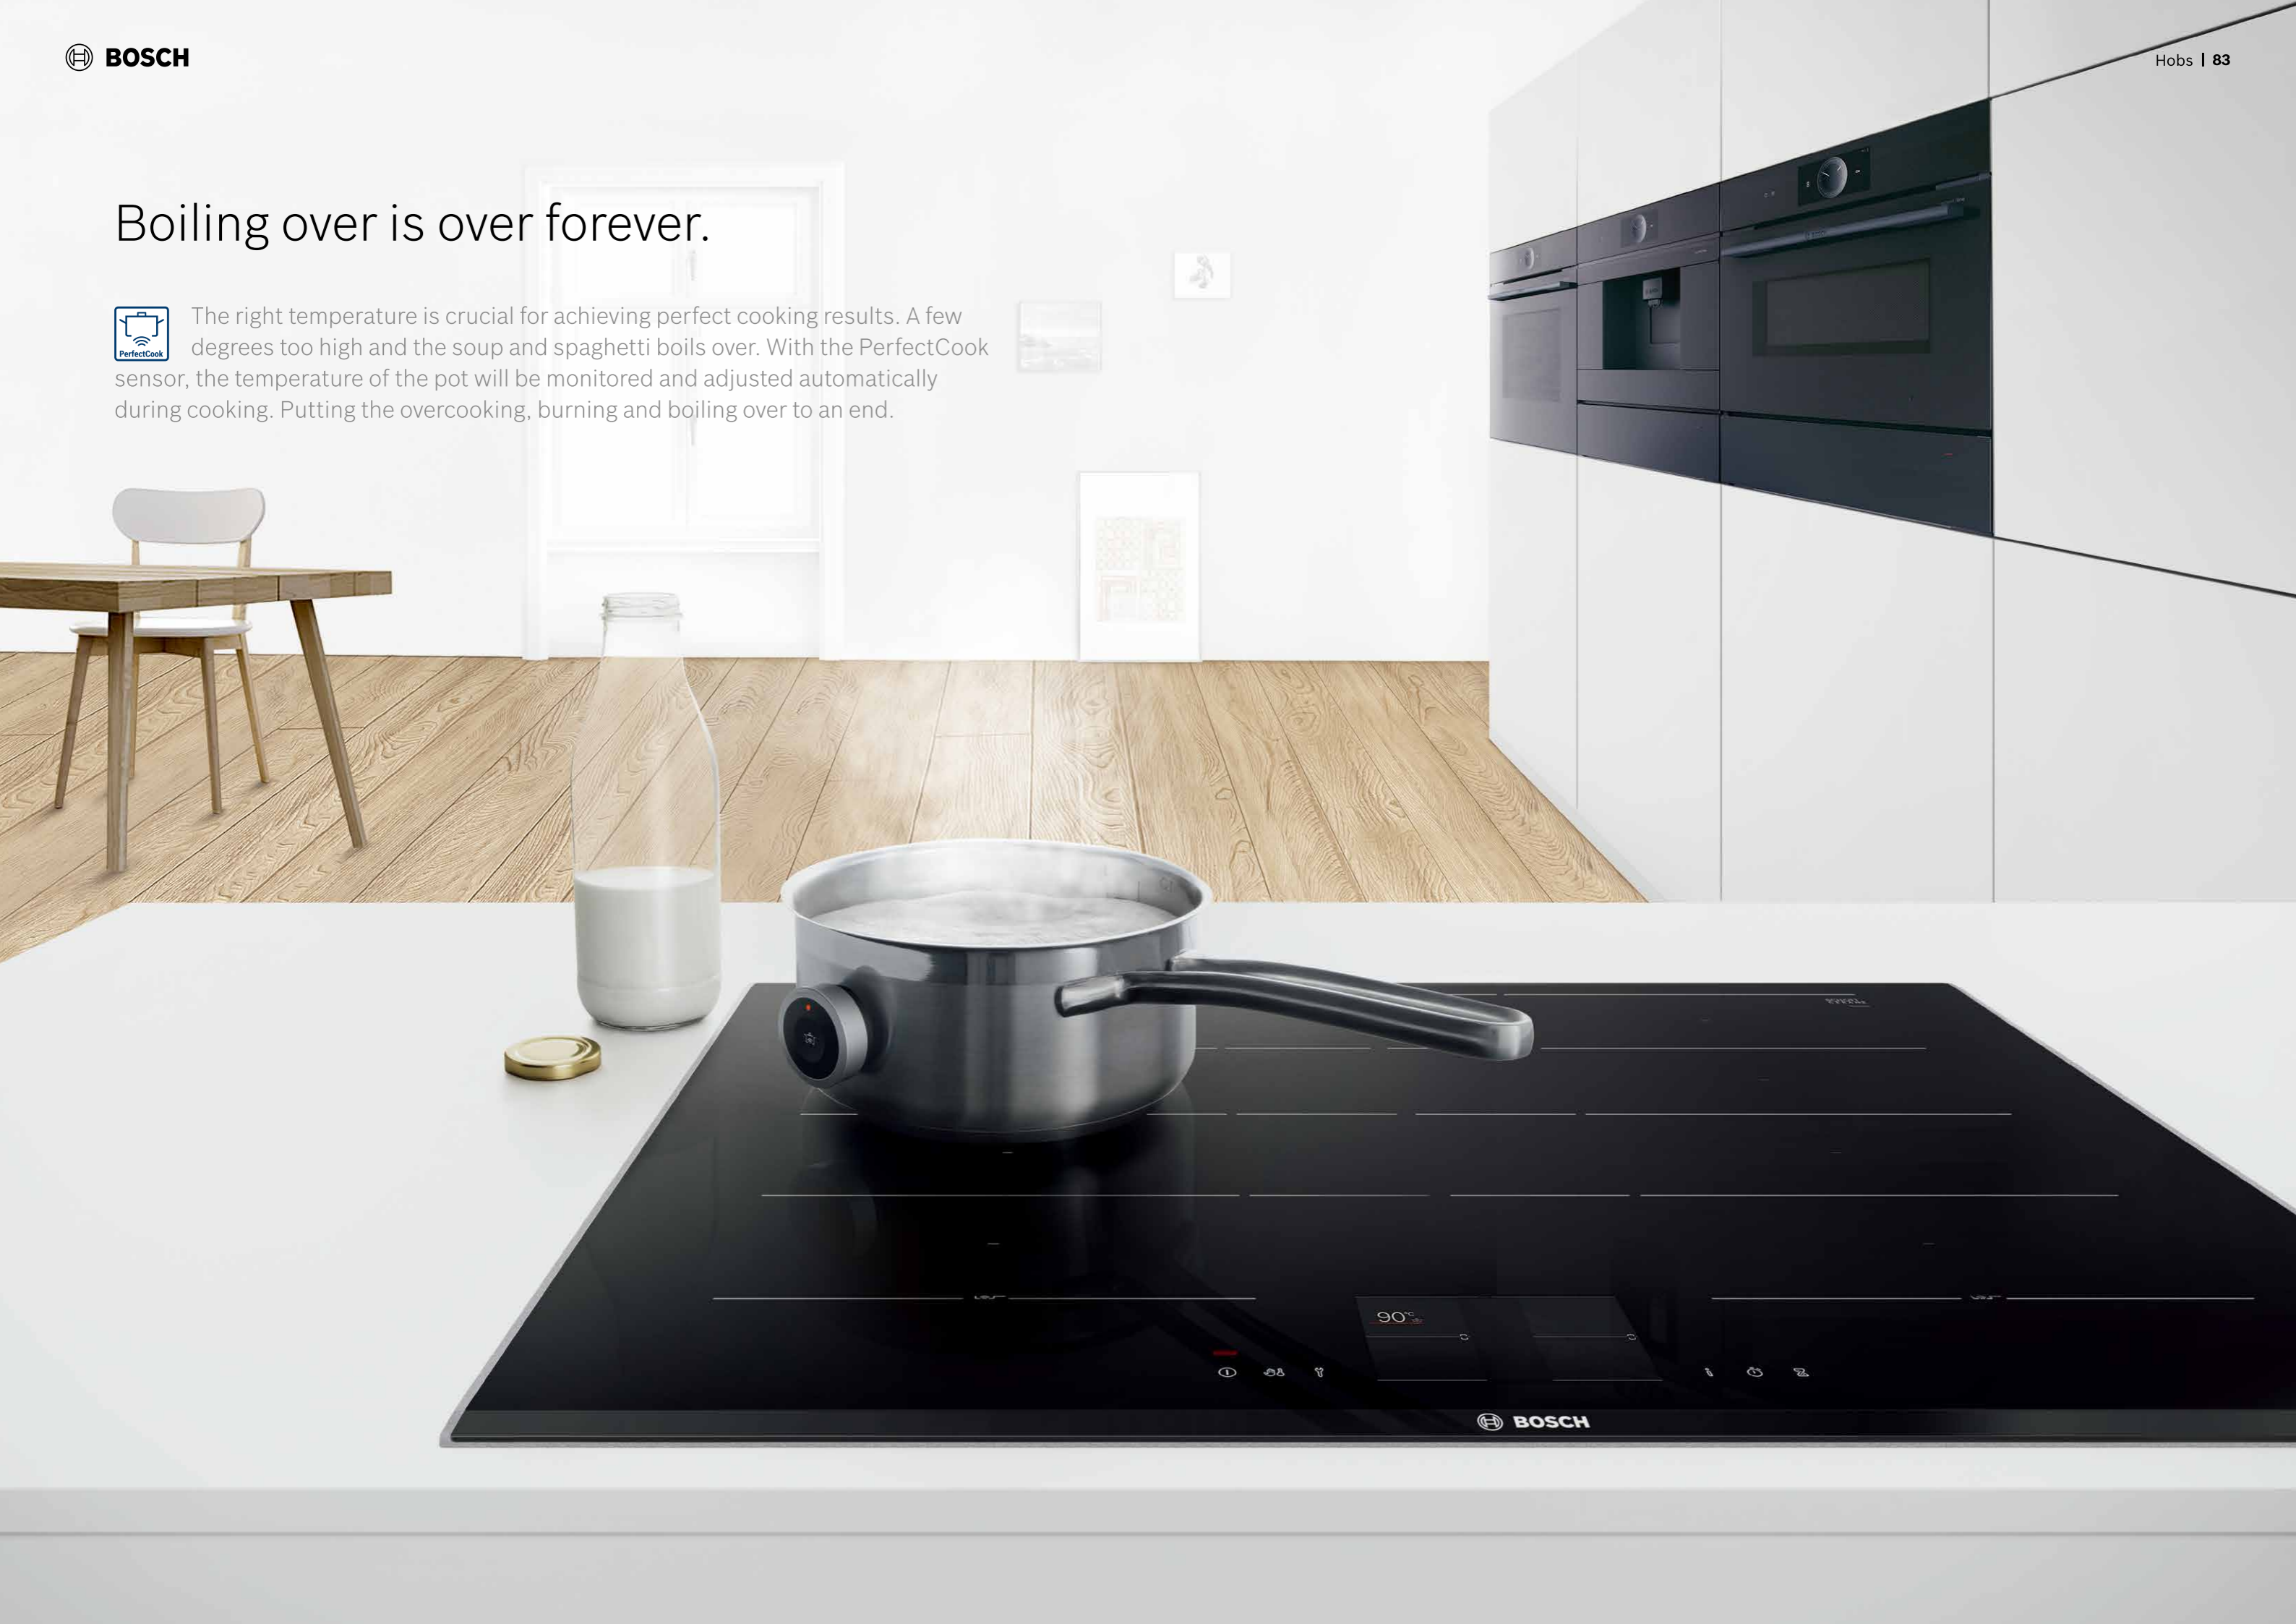 BOSCH
Hobs | 83
Boiling over is over forever.
The right temperature is crucial for achieving perfect cooking results. A few
degrees too high and the soup and spaghetti boils over. With the PerfectCook
PerfectCook
sensor, the temperature of the pot will be monitored and adjusted automatically
during cooking. Putting the overcooking, burning and boiling over to an end.
90°C
BOSCH